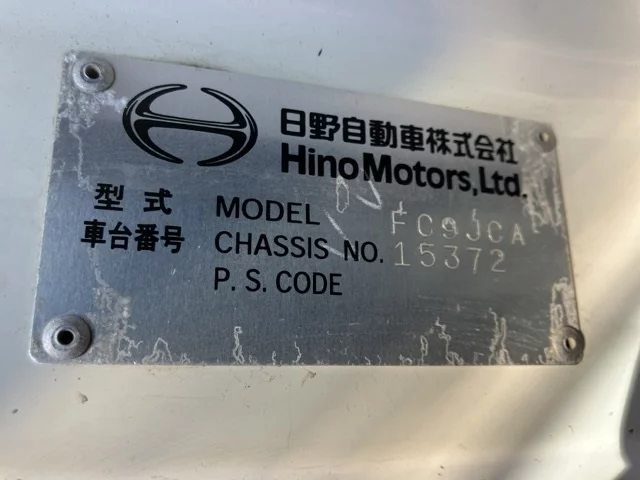 日野自動車株式会社
Hino Motors, Ltd.
型式 MODEL FC9JCA
車台番号 CHASSIS NO. 15372
P. S. CODE